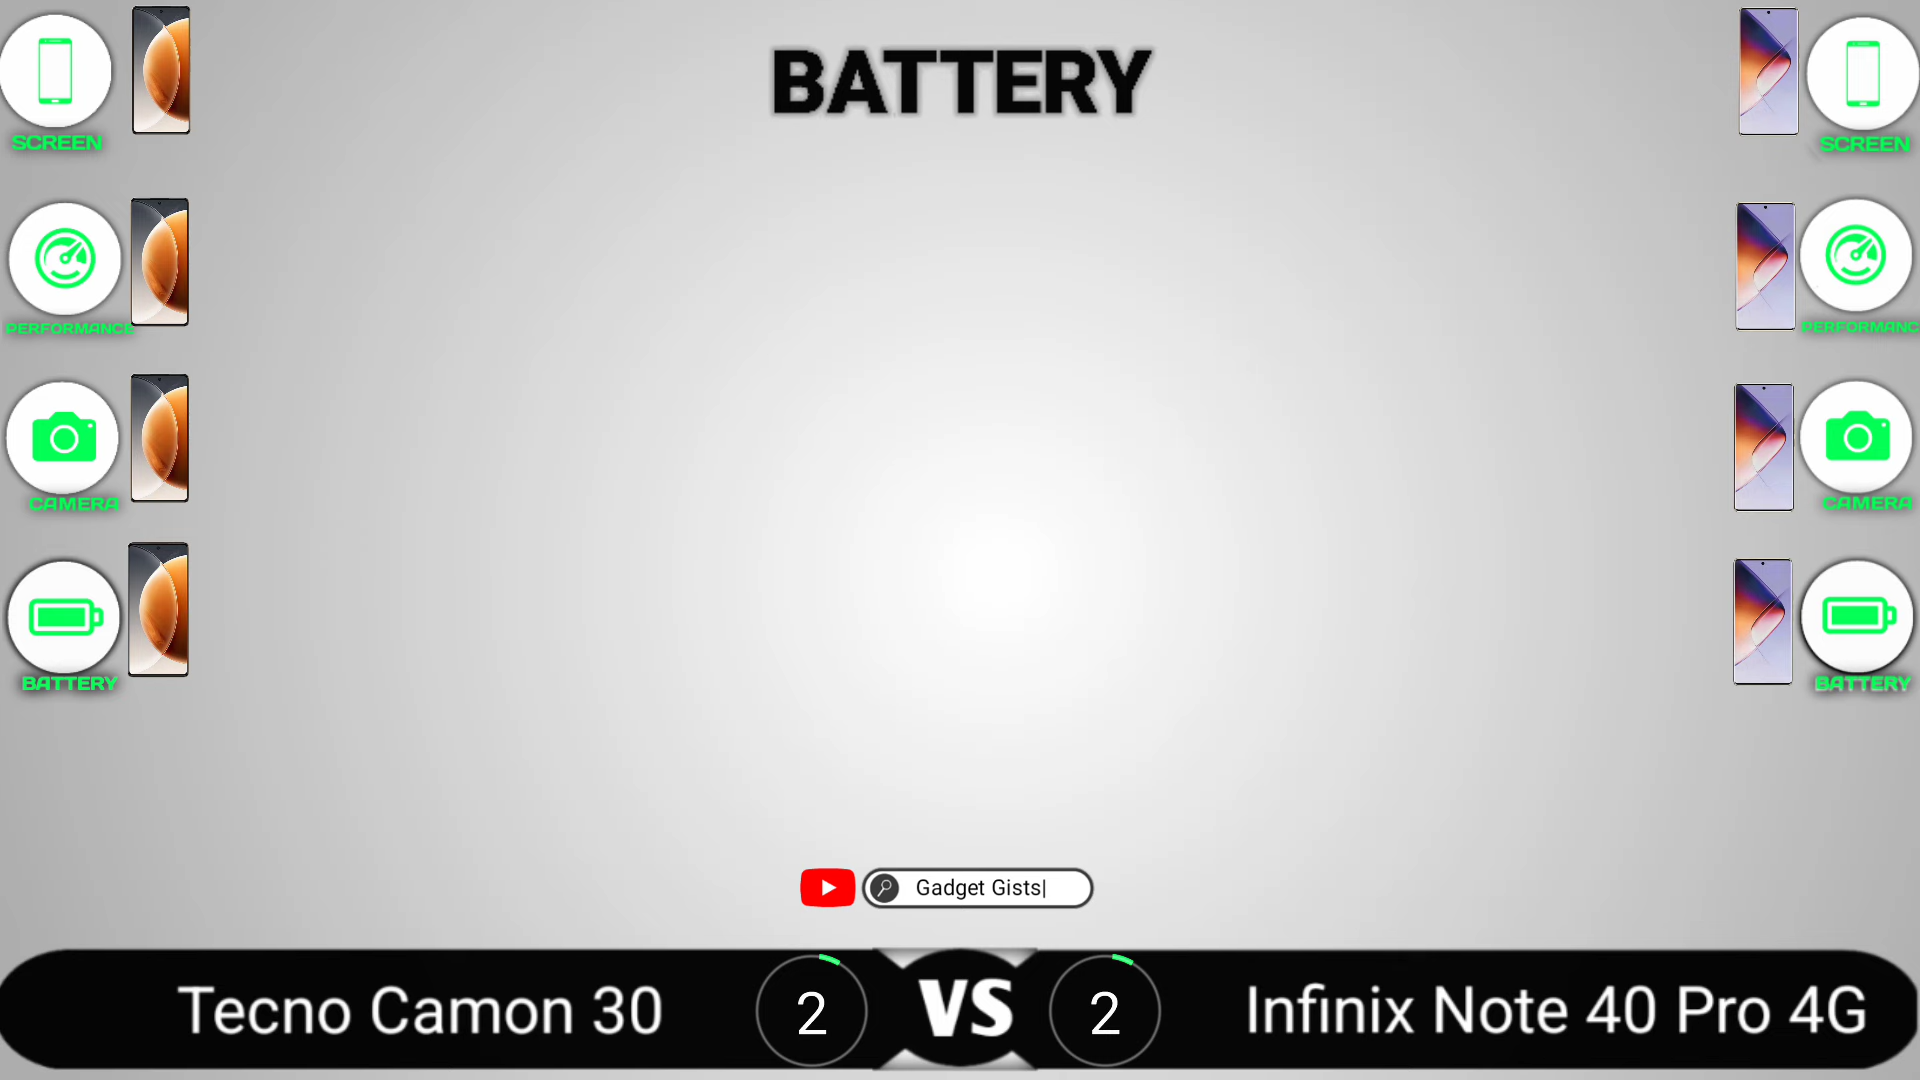 BATTERY
SCREEN
SCREEN
PERFORMANCE
PERFORMANC
CAMERA
CAMERA
BATTERY
BATTERY
Gadget Gists|
Tecno Camon 30
2
VS
2
Infinix Note 40 Pro 4G